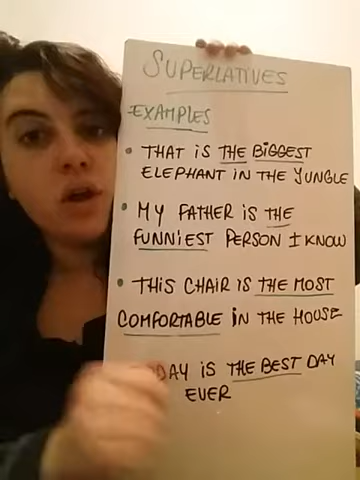 SUPERLATIVES
EXAMPLES
• THAT IS THE BIGGEST
ELEPHANT IN THE JUNGLE
• MY FATHER IS THE
FUNNIEST PERSON I KNOW
• THIS CHAIR IS THE MOST
COMFORTABLE IN THE HOUSE
IS THE BEST DAY
EVER